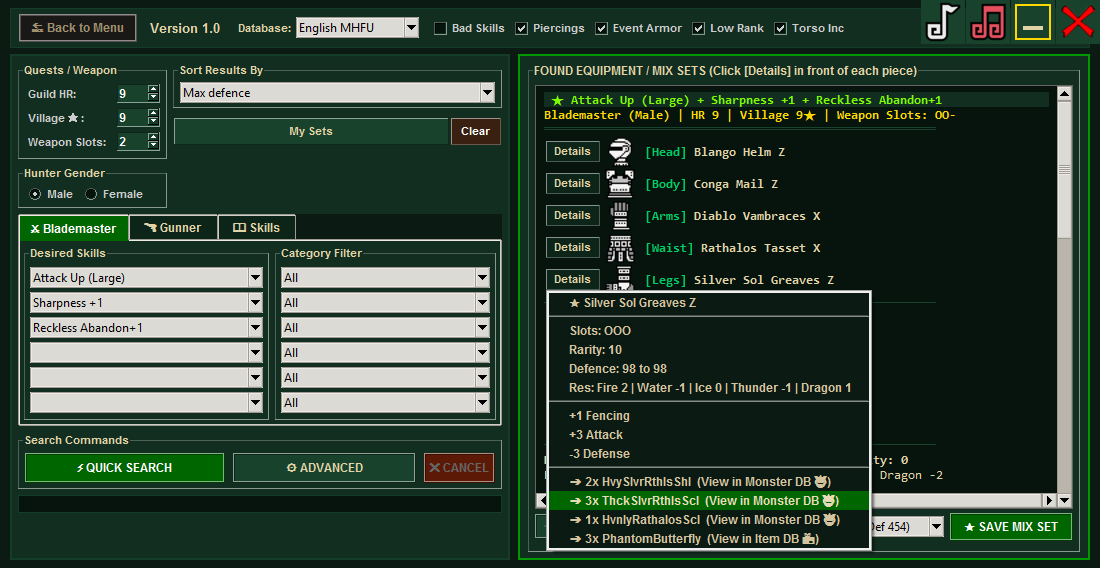 Back to Menu
Version 1.0
Database: English MHFU
Bad Skills
Piercings
Event Armor
Low Rank
Torso Inc
Quests / Weapon
Guild HR: 9
Village ★ : 9
Weapon Slots: 2
Sort Results By
Max defence
My Sets
Clear
Hunter Gender
Male
Female
Blademaster
Gunner
Skills
Desired Skills
Attack Up (Large)
Sharpness +1
Reckless Abandon+1
Category Filter
All
All
All
All
All
All
Search Commands
⚡QUICK SEARCH
ADVANCED
CANCEL
FOUND EQUIPMENT / MIX SETS (Click [Details] in front of each piece)
★ Attack Up (Large) + Sharpness +1 + Reckless Abandon+1
Blademaster (Male) | HR 9 | Village 9★ | Weapon Slots: OO-
Details [Head] Blango Helm Z
Details [Body] Conga Mail Z
Details [Arms] Diablo Vambraces X
Details [Waist] Rathalos Tasset X
Details [Legs] Silver Sol Greaves Z
★ Silver Sol Greaves Z
Slots: OOO
Rarity: 10
Defence: 98 to 98
Res: Fire 2 | Water -1 | Ice 0 | Thunder -1 | Dragon 1
+1 Fencing
+3 Attack
-3 Defense
➔ 2x HvySlvrRthlsShl (View in Monster DB)
➔ 3x ThckSlvrRthlsScl (View in Monster DB)
➔ 1x HvnlyRathalosScl (View in Monster DB)
➔ 3x PhantomButterfly (View in Item DB)
ty: 0
Dragon -2
Def 454)
★ SAVE MIX SET